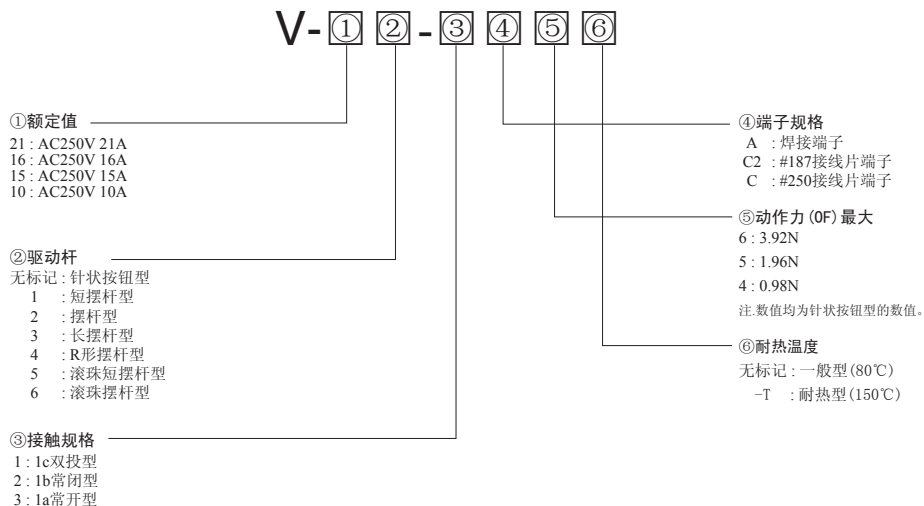 V-① ②-③ ④ ⑤ ⑥
①额定值
21 : AC250V 21A
16 : AC250V 16A
15 : AC250V 15A
10 : AC250V 10A
②驱动杆
无标记 : 针状按钮型
1 : 短摆杆型
2 : 摆杆型
3 : 长摆杆型
4 : R形摆杆型
5 : 滚珠短摆杆型
6 : 滚珠摆杆型
③接触规格
1 : 1c双投型
2 : 1b常闭型
3 : 1a常开型
④端子规格
A : 焊接端子
C2 : #187接线片端子
C : #250接线片端子
⑤动作力(OF)最大
6 : 3.92N
5 : 1.96N
4 : 0.98N
注.数值均为针状按钮型的数值。
⑥耐热温度
无标记 : 一般型(80℃)
-T : 耐热型(150℃)